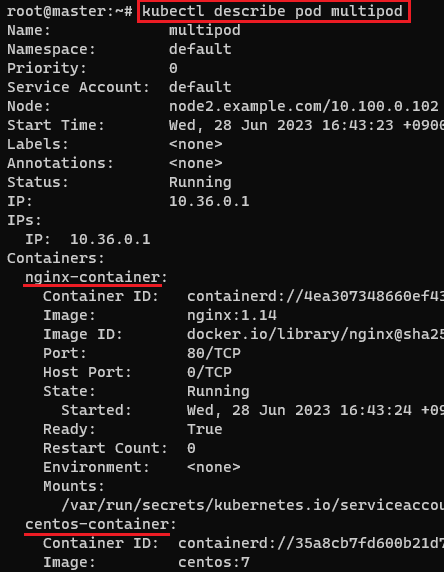 root@master:~# kubectl describe pod multipod
Name:             multipod
Namespace:        default
Priority:         0
Service Account:  default
Node:             node2.example.com/10.100.0.102
Start Time:       Wed, 28 Jun 2023 16:43:23 +0900
Labels:           <none>
Annotations:      <none>
Status:           Running
IP:               10.36.0.1
IPs:
  IP:  10.36.0.1
Containers:
  nginx-container:
    Container ID:   containerd://4ea307348660ef43
    Image:          nginx:1.14
    Image ID:       docker.io/library/nginx@sha25
    Port:           80/TCP
    Host Port:      0/TCP
    State:          Running
      Started:      Wed, 28 Jun 2023 16:43:24 +09
    Ready:          True
    Restart Count:  0
    Environment:    <none>
    Mounts:
      /var/run/secrets/kubernetes.io/serviceaccou
  centos-container:
    Container ID:  containerd://35a8cb7fd600b21d7
    Image:         centos:7